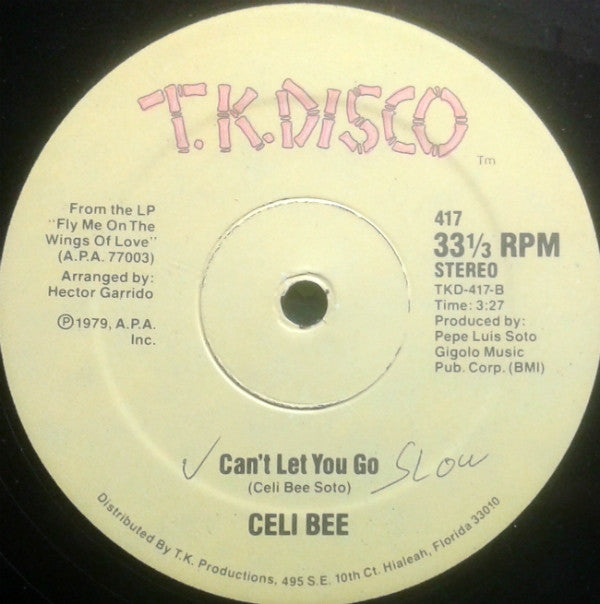 T.K.DISCO
Tm
From the LP
"Fly Me On The
Wings Of Love"
(A.P.A. 77003)
Arranged by:
Hector Garrido
Ⓟ1979, A.P.A.
Inc.
417
33⅓ RPM
STEREO
TKD-417-B
Time: 3:27
Produced by:
Pepe Luis Soto
Gigolo Music
Pub. Corp. (BMI)
✓ Can't Let You Go SLOW
(Celi Bee Soto)
CELI BEE
Distributed By T.K. Productions, 495 S.E. 10th Ct. Hialeah, Florida 33010